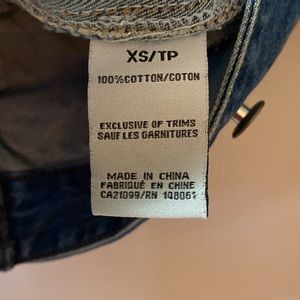 XS/TP
100%COTTON/COTON
EXCLUSIVE OF TRIMS
SAUF LES GARNITURES
MADE IN CHINA
FABRIQUÉ EN CHINE
CA21099/RN 148061